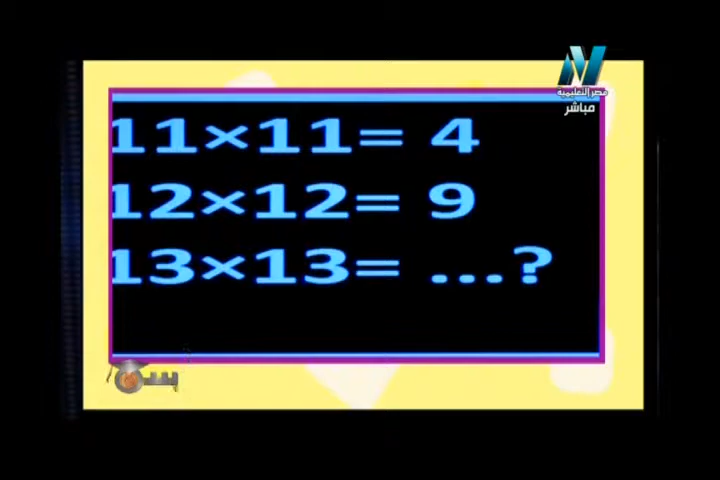 مصر التعليمية
مباشر
11×11= 4
12×12= 9
13×13= ...?